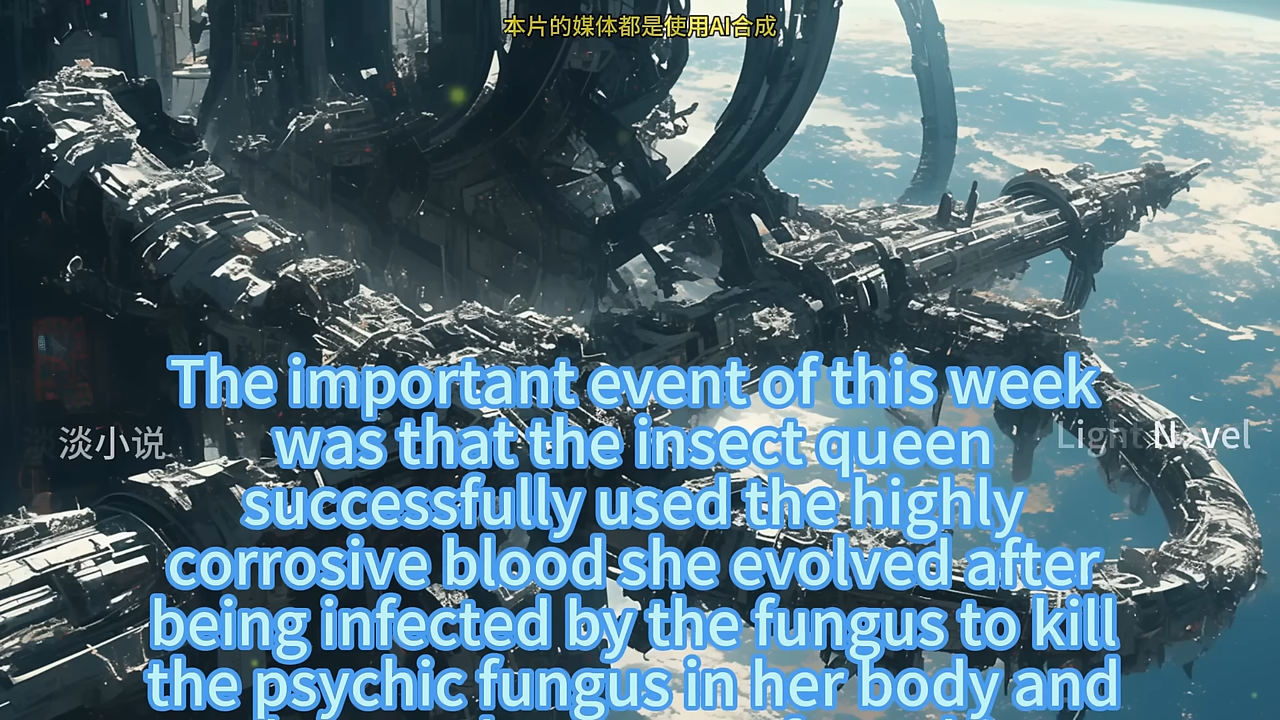 本片的媒体都是使用AI合成
The important event of this week
was that the insect queen
淡小说
Light Novel
successfully used the highly
corrosive blood she evolved after
being infected by the fungus to kill
the psychic fungus in her body and